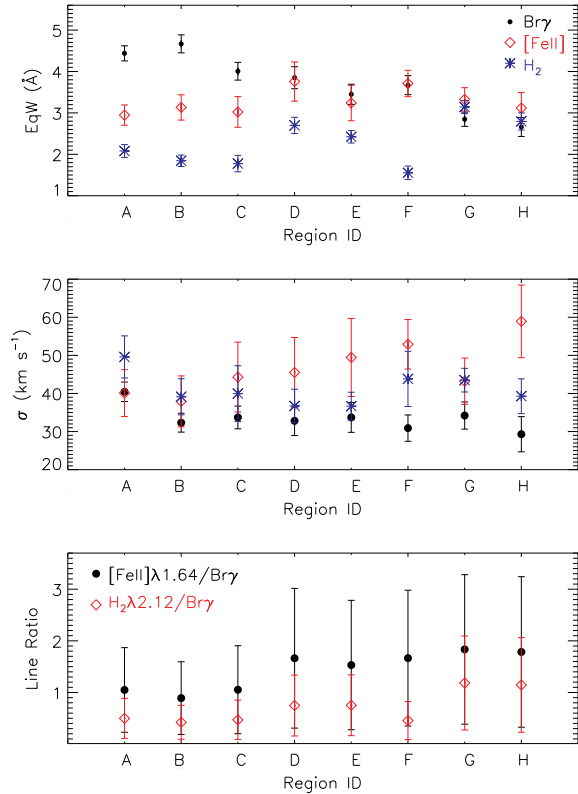 Brγ
[FeII]
H₂
EqW (Å)
5
4
3
2
1
A B C D E F G H
Region ID
σ (km s⁻¹)
70
60
50
40
30
20
A B C D E F G H
Region ID
[FeII]λ1.64/Brγ
H₂λ2.12/Brγ
Line Ratio
3
2
1
A B C D E F G H
Region ID